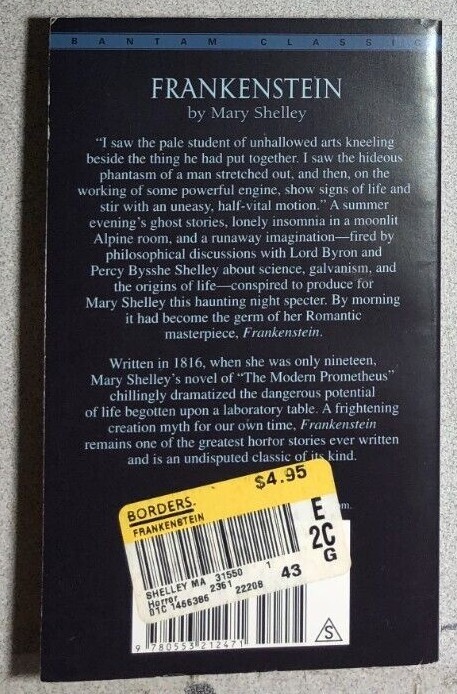 BANTAM CLASSIC
FRANKENSTEIN
by Mary Shelley
“I saw the pale student of unhallowed arts kneeling
beside the thing he had put together. I saw the hideous
phantasm of a man stretched out, and then, on the
working of some powerful engine, show signs of life and
stir with an uneasy, half-vital motion.” A summer
evening’s ghost stories, lonely insomnia in a moonlit
Alpine room, and a runaway imagination—fired by
philosophical discussions with Lord Byron and
Percy Bysshe Shelley about science, galvanism, and
the origins of life—conspired to produce for
Mary Shelley this haunting night specter. By morning
it had become the germ of her Romantic
masterpiece, Frankenstein.
Written in 1816, when she was only nineteen,
Mary Shelley’s novel of “The Modern Prometheus”
chillingly dramatized the dangerous potential
of life begotten upon a laboratory table. A frightening
creation myth for our own time, Frankenstein
remains one of the greatest horror stories ever written
and is an undisputed classic of its kind.
$4.95
BORDERS.
FRANKENSTEIN
E
2C
G
SHELLEY MA 31550 1
Horror 2361 22208 43
01C 1466386
S
9 780553 212471